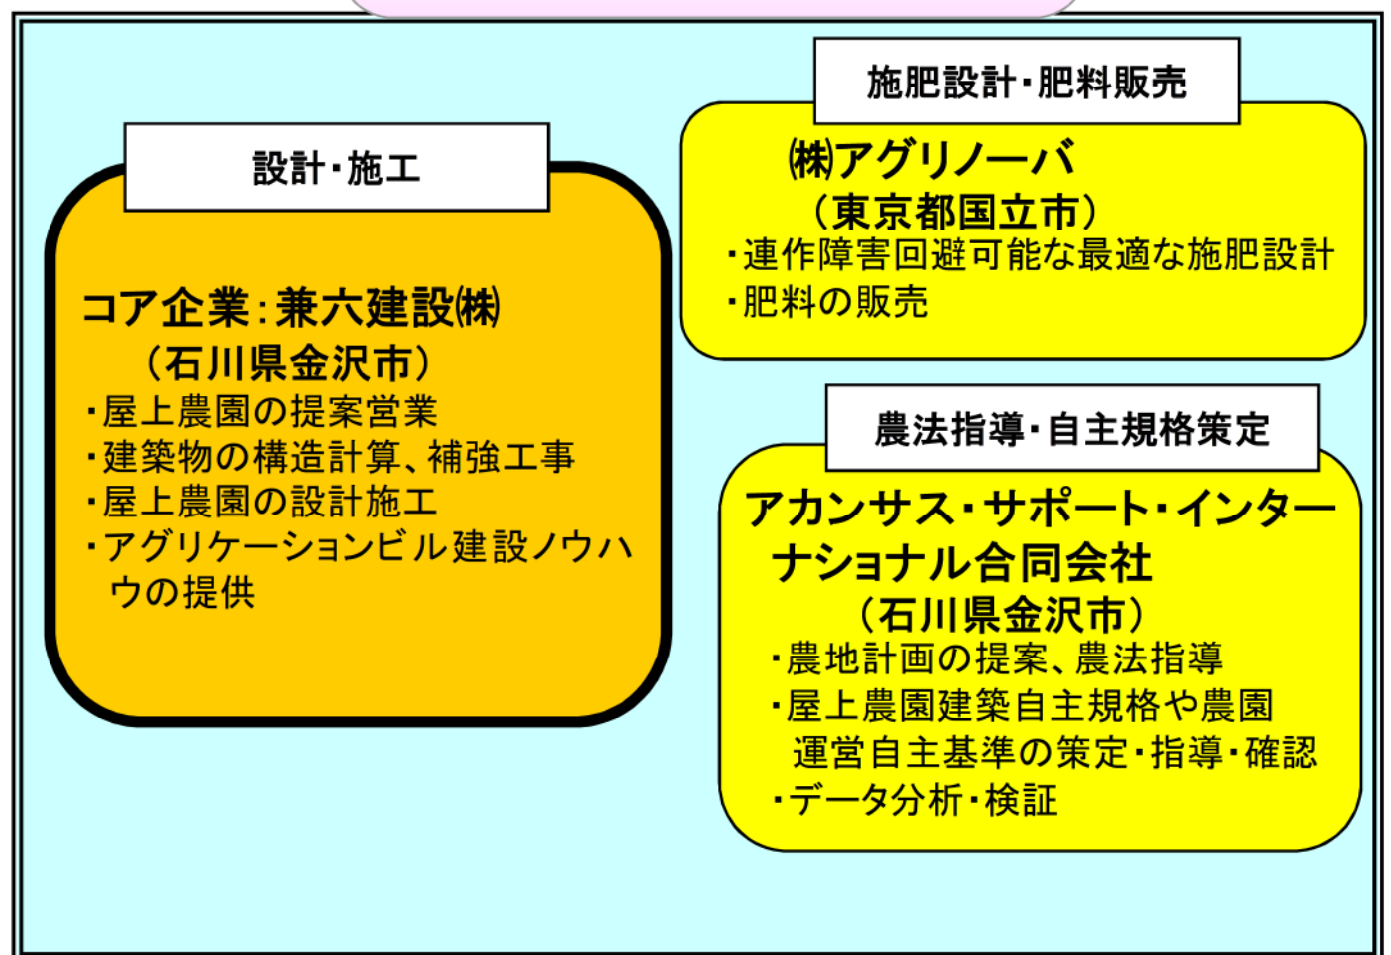 設計・施工
コア企業：兼六建設㈱
（石川県金沢市）
・屋上農園の提案営業
・建築物の構造計算、補強工事
・屋上農園の設計施工
・アグリケーションビル建設ノウハ
ウの提供
施肥設計・肥料販売
㈱アグリノーバ
（東京都国立市）
・連作障害回避可能な最適な施肥設計
・肥料の販売
農法指導・自主規格策定
アカンサス・サポート・インター
ナショナル合同会社
（石川県金沢市）
・農地計画の提案、農法指導
・屋上農園建築自主規格や農園
運営自主基準の策定・指導・確認
・データ分析・検証